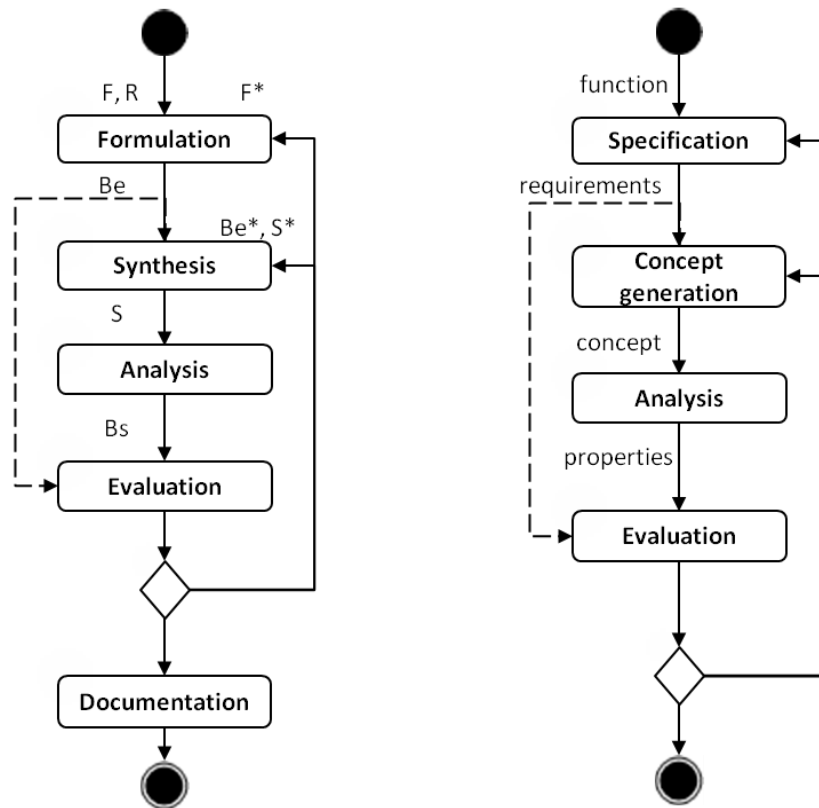 F, R
F*
Formulation
Be
Be*, S*
Synthesis
S
Analysis
Bs
Evaluation
Documentation
function
Specification
requirements
Concept
generation
concept
Analysis
properties
Evaluation